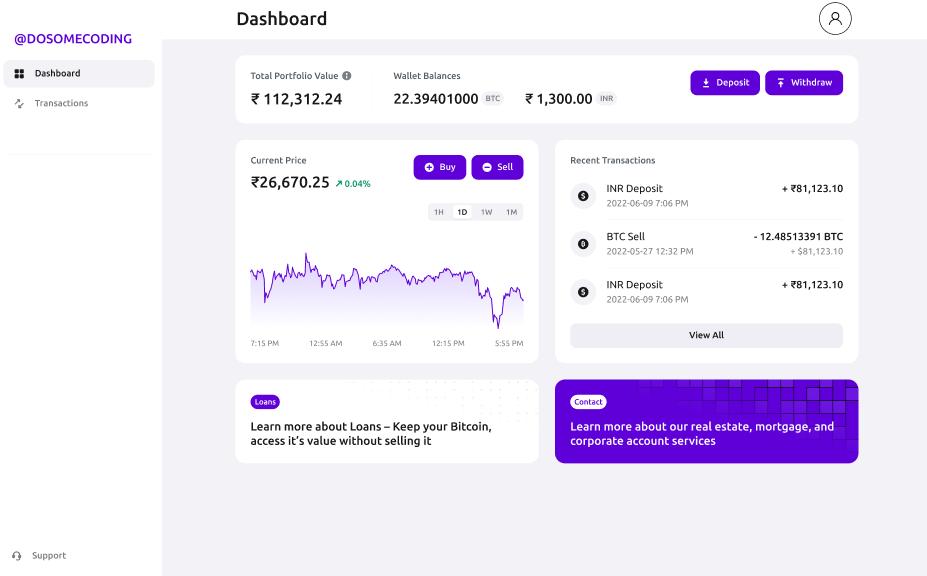 Dashboard
@DOSOMECODING
Dashboard
Transactions
Support
Total Portfolio Value
₹ 112,312.24
Wallet Balances
22.39401000 BTC
₹ 1,300.00 INR
Deposit
Withdraw
Current Price
₹26,670.25 0.04%
Buy
Sell
1H 1D 1W 1M
7:15 PM 12:55 AM 6:35 AM 12:15 PM 5:55 PM
Recent Transactions
INR Deposit + ₹81,123.10
2022-06-09 7:06 PM
BTC Sell - 12.48513391 BTC
2022-05-27 12:32 PM + $81,123.10
INR Deposit + ₹81,123.10
2022-06-09 7:06 PM
View All
Loans
Learn more about Loans – Keep your Bitcoin,
access it's value without selling it
Contact
Learn more about our real estate, mortgage, and
corporate account services